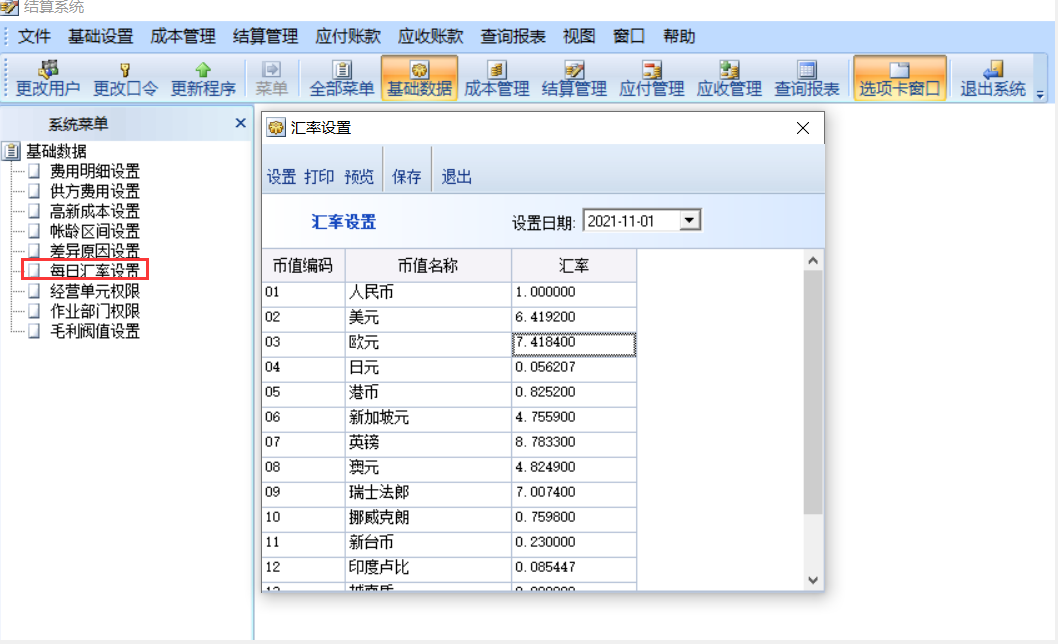 结算系统
文件 基础设置 成本管理 结算管理 应付账款 应收账款 查询报表 视图 窗口 帮助
更改用户 更改口令 更新程序 菜单 全部菜单 基础数据 成本管理 结算管理 应付管理 应收管理 查询报表 选项卡窗口 退出系统
系统菜单
基础数据
费用明细设置
供方费用设置
高新成本设置
帐龄区间设置
差异原因设置
每日汇率设置
经营单元权限
作业部门权限
毛利阀值设置
汇率设置
设置 打印 预览 保存 退出
汇率设置 设置日期: 2021-11-01
币值编码 币值名称 汇率
01 人民币 1.000000
02 美元 6.419200
03 欧元 7.418400
04 日元 0.056207
05 港币 0.825200
06 新加坡元 4.755900
07 英镑 8.783300
08 澳元 4.824900
09 瑞士法郎 7.007400
10 挪威克朗 0.759800
11 新台币 0.230000
12 印度卢比 0.085447